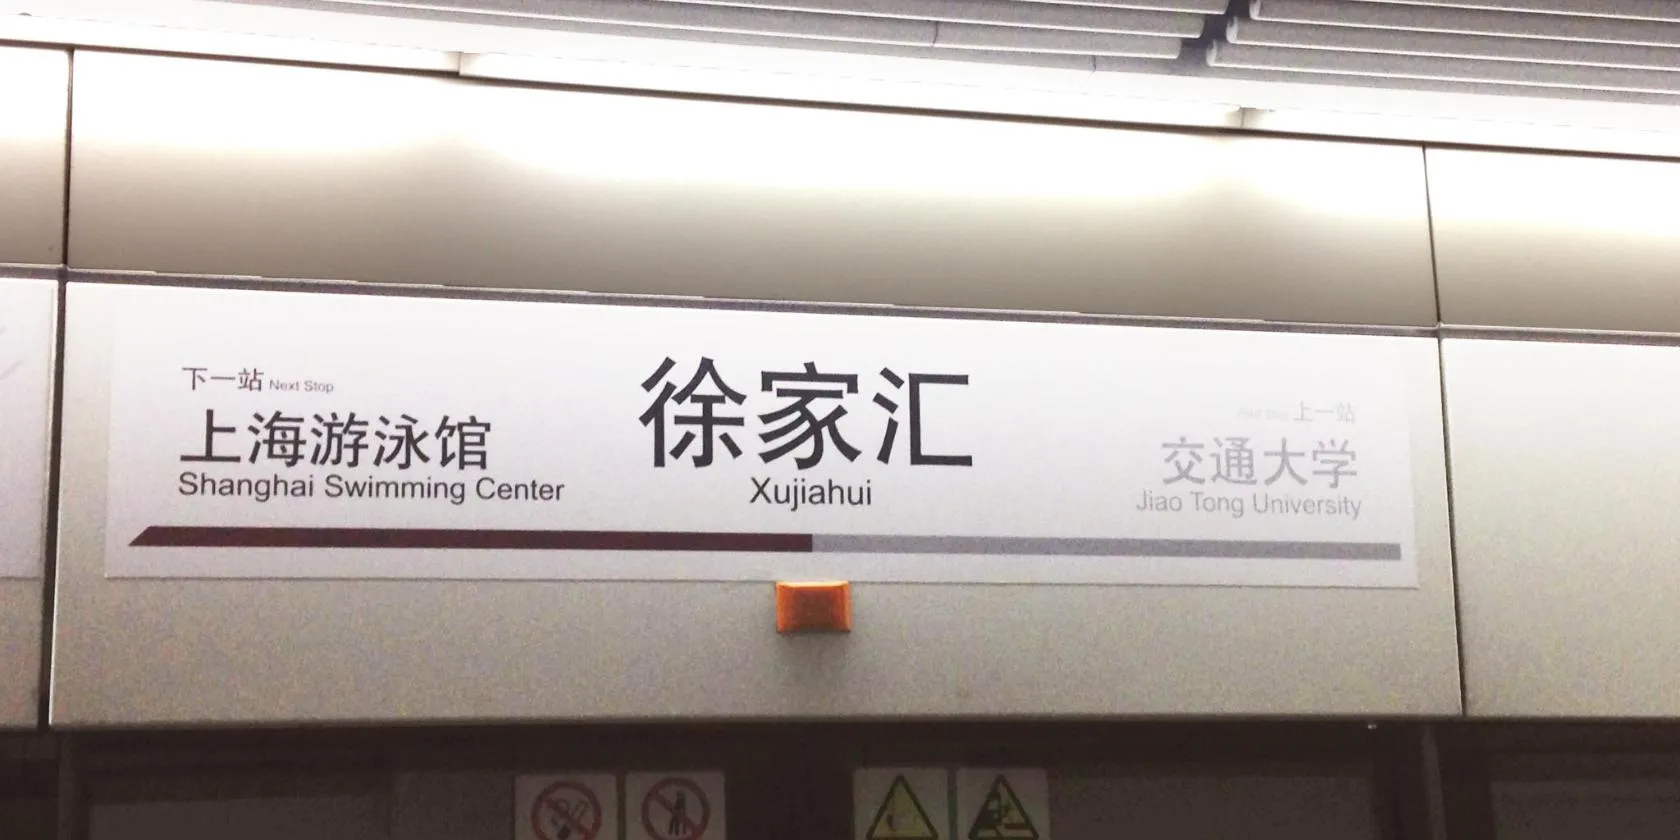 下一站 Next Stop
上海游泳馆
Shanghai Swimming Center
徐家汇
Xujiahui
上一站
交通大学
Jiao Tong University